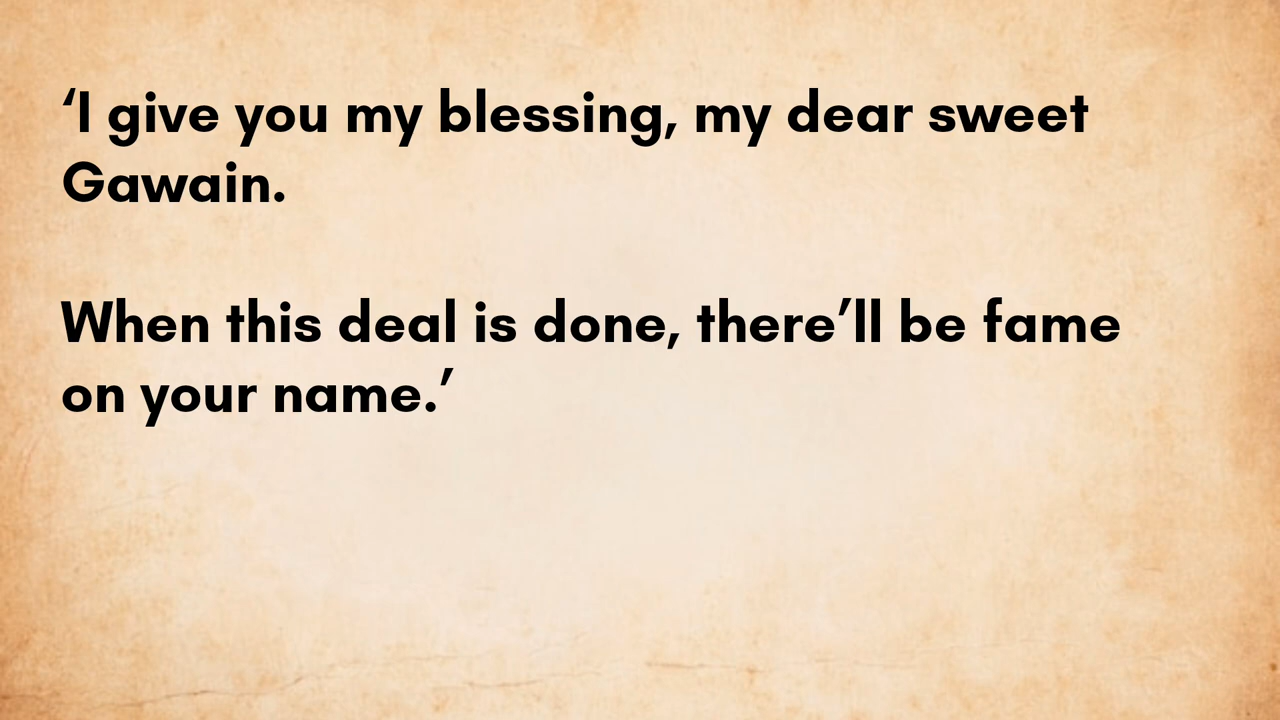 ‘I give you my blessing, my dear sweet
Gawain.
When this deal is done, there’ll be fame
on your name.’